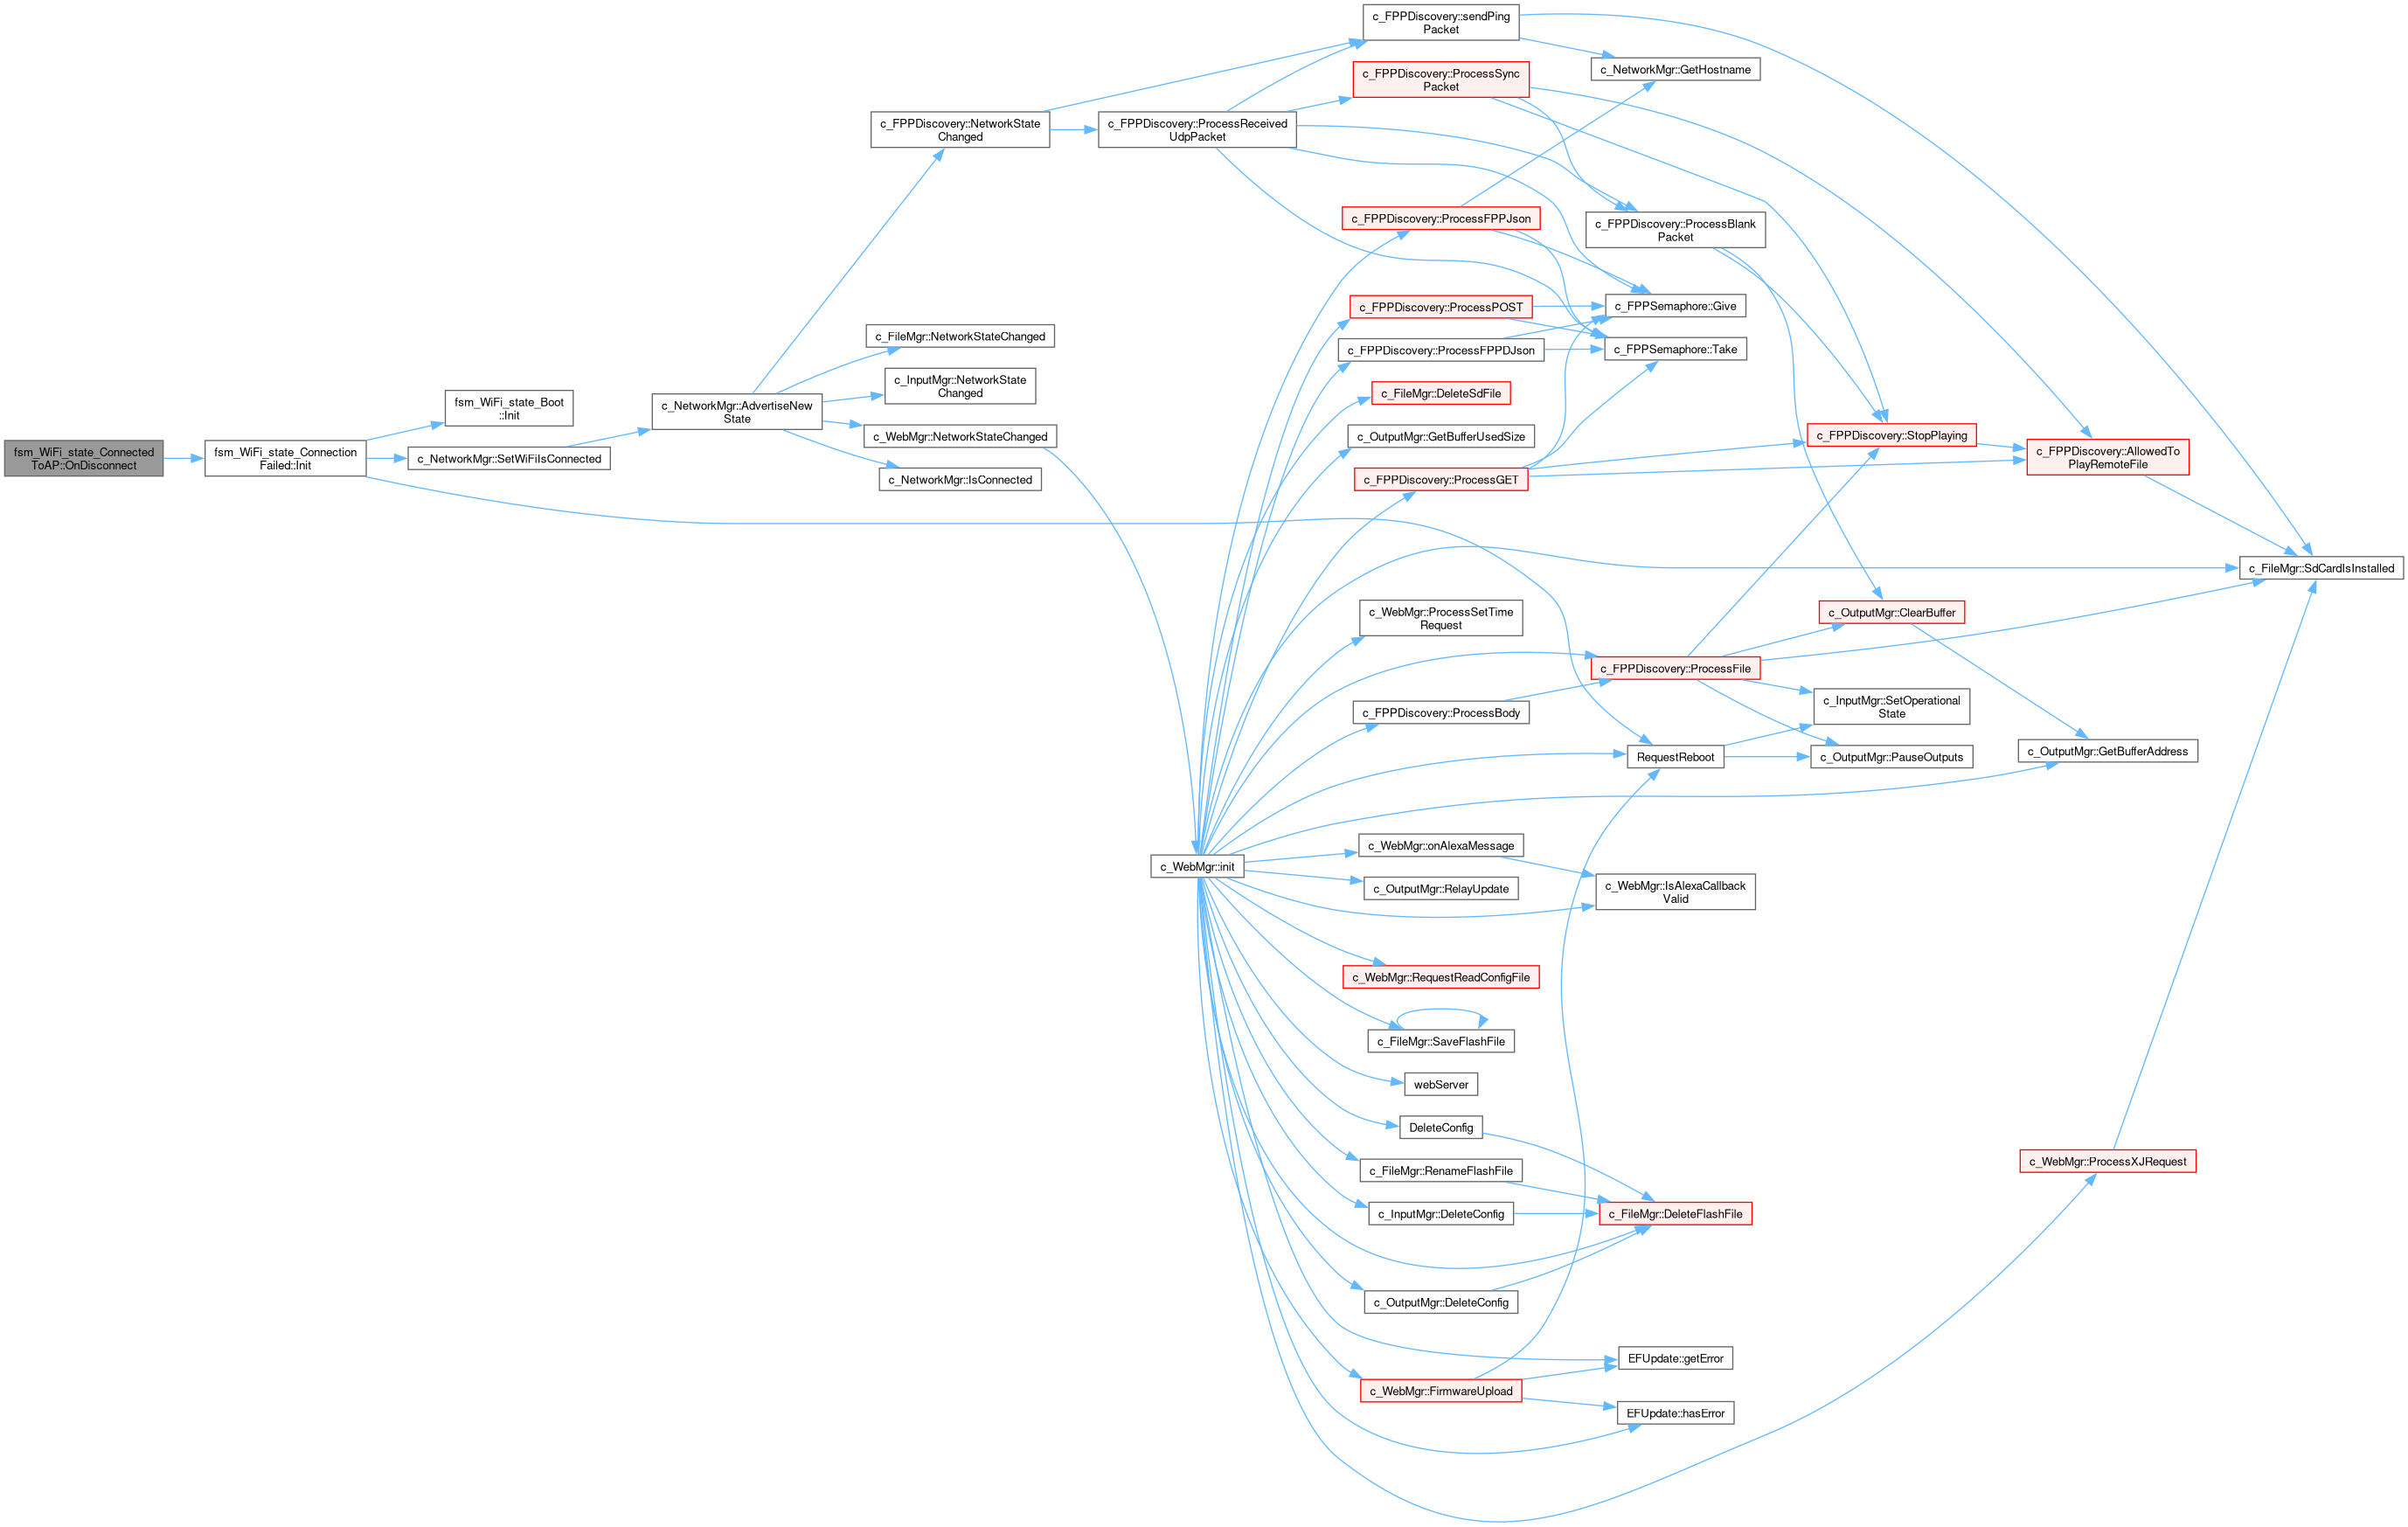 fsm_WiFi_state_Connected
ToAP::OnDisconnect
fsm_WiFi_state_Connection
Failed::Init
fsm_WiFi_state_Boot
::Init
c_NetworkMgr::SetWiFiIsConnected
c_NetworkMgr::AdvertiseNew
State
c_FPPDiscovery::NetworkState
Changed
c_FileMgr::NetworkStateChanged
c_InputMgr::NetworkState
Changed
c_WebMgr::NetworkStateChanged
c_NetworkMgr::IsConnected
c_FPPDiscovery::ProcessReceived
UdpPacket
c_WebMgr::init
c_FPPDiscovery::sendPing
Packet
c_FPPDiscovery::ProcessSync
Packet
c_FPPDiscovery::ProcessFPPJson
c_FPPDiscovery::ProcessPOST
c_FPPDiscovery::ProcessFPPDJson
c_FileMgr::DeleteSdFile
c_OutputMgr::GetBufferUsedSize
c_FPPDiscovery::ProcessGET
c_WebMgr::ProcessSetTime
Request
c_FPPDiscovery::ProcessBody
c_WebMgr::onAlexaMessage
c_OutputMgr::RelayUpdate
c_WebMgr::RequestReadConfigFile
c_FileMgr::SaveFlashFile
webServer
DeleteConfig
c_FileMgr::RenameFlashFile
c_InputMgr::DeleteConfig
c_OutputMgr::DeleteConfig
c_WebMgr::FirmwareUpload
c_NetworkMgr::GetHostname
c_FPPDiscovery::ProcessBlank
Packet
c_FPPSemaphore::Give
c_FPPSemaphore::Take
c_FPPDiscovery::ProcessFile
RequestReboot
c_WebMgr::IsAlexaCallback
Valid
c_FileMgr::DeleteFlashFile
EFUpdate::getError
EFUpdate::hasError
c_FPPDiscovery::StopPlaying
c_OutputMgr::ClearBuffer
c_InputMgr::SetOperational
State
c_OutputMgr::PauseOutputs
c_FPPDiscovery::AllowedTo
PlayRemoteFile
c_OutputMgr::GetBufferAddress
c_WebMgr::ProcessXJRequest
c_FileMgr::SdCardIsInstalled